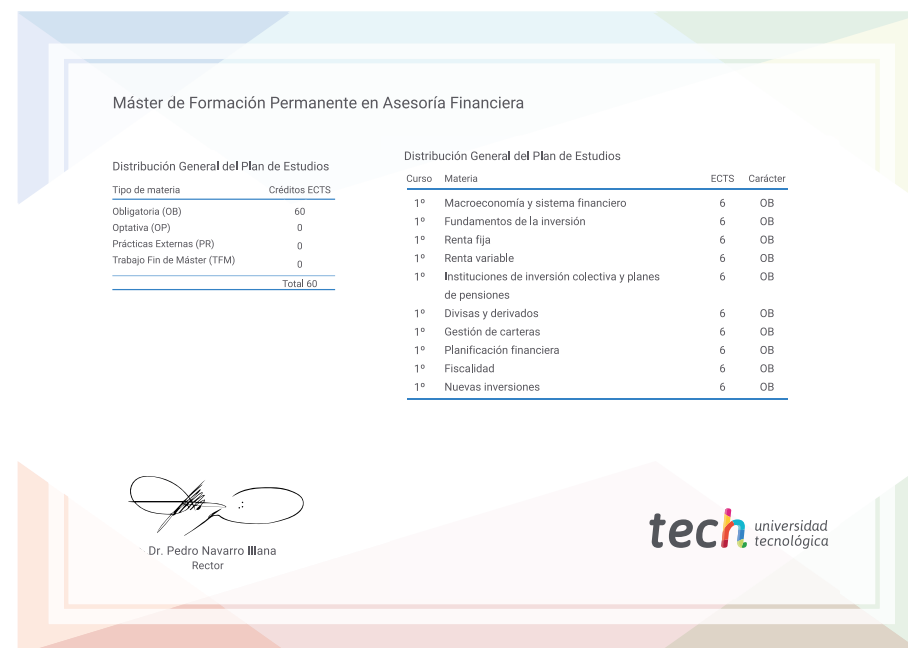 Máster de Formación Permanente en Asesoría Financiera
Distribución General del Plan de Estudios
Tipo de materia Créditos ECTS
Obligatoria (OB) 60
Optativa (OP) 0
Prácticas Externas (PR) 0
Trabajo Fin de Máster (TFM) 0
Total 60
Distribución General del Plan de Estudios
Curso Materia ECTS Carácter
1º Macroeconomía y sistema financiero 6 OB
1º Fundamentos de la inversión 6 OB
1º Renta fija 6 OB
1º Renta variable 6 OB
1º Instituciones de inversión colectiva y planes 6 OB
de pensiones
1º Divisas y derivados 6 OB
1º Gestión de carteras 6 OB
1º Planificación financiera 6 OB
1º Fiscalidad 6 OB
1º Nuevas inversiones 6 OB
Dr. Pedro Navarro Illana
Rector
tech universidad
tecnológica